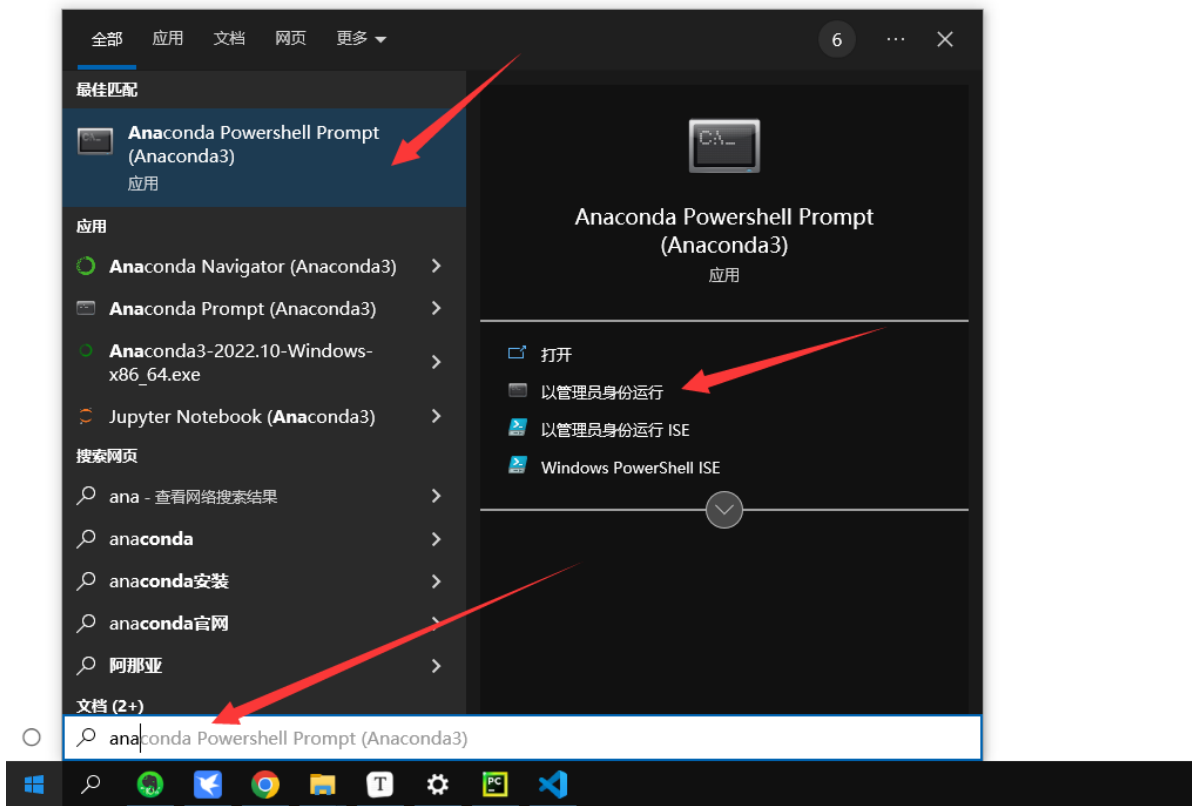 全部 应用 文档 网页 更多 6 ···
最佳匹配
Anaconda Powershell Prompt
(Anaconda3)
应用
应用
Anaconda Navigator (Anaconda3)
Anaconda Prompt (Anaconda3)
Anaconda3-2022.10-Windows-
x86_64.exe
Jupyter Notebook (Anaconda3)
搜索网页
ana - 查看网络搜索结果
anaconda
anaconda安装
anaconda官网
阿那亚
文档 (2+)
C:\_
Anaconda Powershell Prompt
(Anaconda3)
应用
打开
以管理员身份运行
以管理员身份运行 ISE
Windows PowerShell ISE
anaconda Powershell Prompt (Anaconda3)
T PC